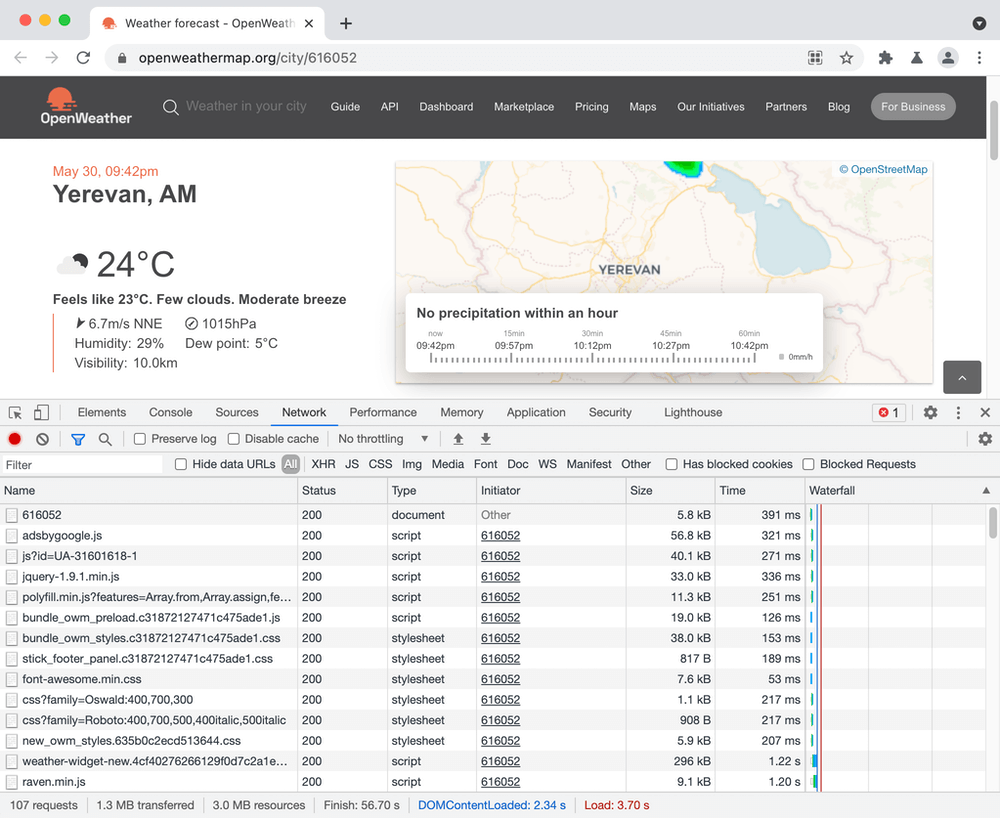 Weather forecast - OpenWeath
openweathermap.org/city/616052
OpenWeather
Weather in your city
Guide API Dashboard Marketplace Pricing Maps Our Initiatives Partners Blog For Business
May 30, 09:42pm
Yerevan, AM
24°C
Feels like 23°C. Few clouds. Moderate breeze
6.7m/s NNE 1015hPa
Humidity: 29% Dew point: 5°C
Visibility: 10.0km
© OpenStreetMap
YEREVAN
No precipitation within an hour
now 15min 30min 45min 60min
09:42pm 09:57pm 10:12pm 10:27pm 10:42pm
0mm/h
Elements Console Sources Network Performance Memory Application Security Lighthouse 1
Preserve log Disable cache No throttling
Filter Hide data URLs All XHR JS CSS Img Media Font Doc WS Manifest Other Has blocked cookies Blocked Requests
Name Status Type Initiator Size Time Waterfall
616052 200 document Other 5.8 kB 391 ms
adsbygoogle.js 200 script 616052 56.8 kB 321 ms
js?id=UA-31601618-1 200 script 616052 40.1 kB 271 ms
jquery-1.9.1.min.js 200 script 616052 33.0 kB 336 ms
polyfill.min.js?features=Array.from,Array.assign,fe... 200 script 616052 11.3 kB 251 ms
bundle_owm_preload.c31872127471c475ade1.js 200 script 616052 19.0 kB 126 ms
bundle_owm_styles.c31872127471c475ade1.css 200 stylesheet 616052 38.0 kB 153 ms
stick_footer_panel.c31872127471c475ade1.css 200 stylesheet 616052 817 B 189 ms
font-awesome.min.css 200 stylesheet 616052 7.6 kB 53 ms
css?family=Oswald:400,700,300 200 stylesheet 616052 1.1 kB 217 ms
css?family=Roboto:400,700,500,400italic,500italic 200 stylesheet 616052 908 B 217 ms
new_owm_styles.635b0c2ecd513644.css 200 stylesheet 616052 5.9 kB 207 ms
weather-widget-new.4cf40276266129f0d7c2a1e... 200 script 616052 296 kB 1.22 s
raven.min.js 200 script 616052 9.1 kB 1.20 s
107 requests 1.3 MB transferred 3.0 MB resources Finish: 56.70 s DOMContentLoaded: 2.34 s Load: 3.70 s